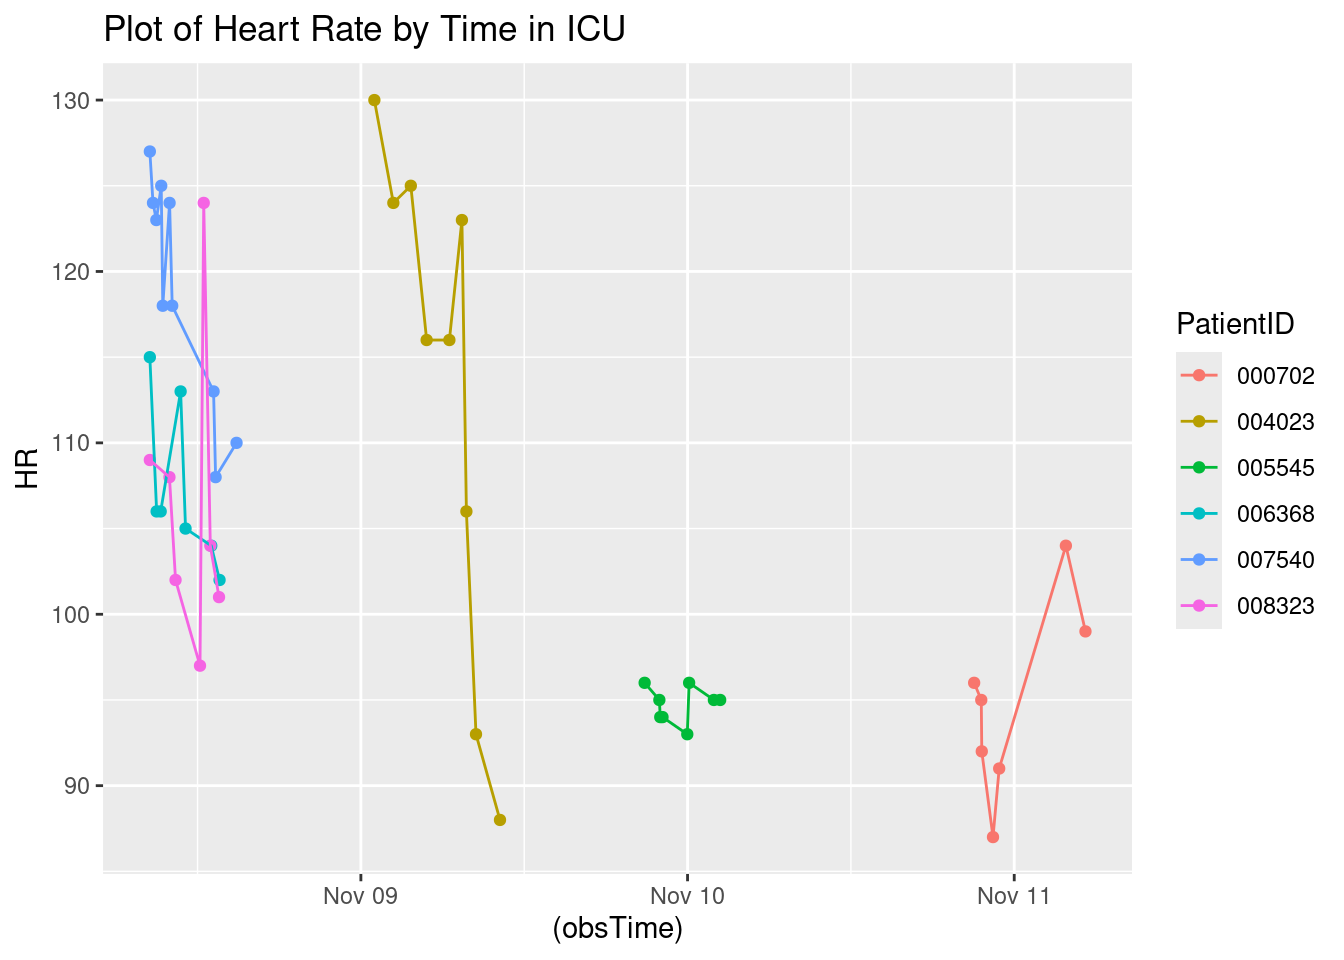 Plot of Heart Rate by Time in ICU
130
120
110
100
90
HR
Nov 09
Nov 10
Nov 11
(obsTime)
PatientID
000702
004023
005545
006368
007540
008323